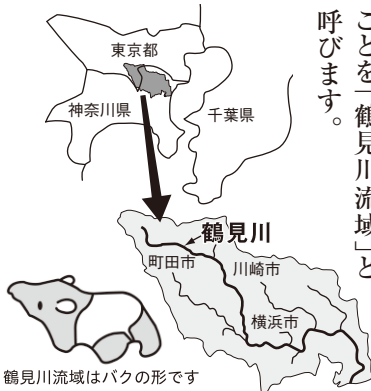 ことを「鶴見川流域」と
呼びます。
東京都
神奈川県
千葉県
鶴見川
町田市
川崎市
横浜市
鶴見川流域はバクの形です